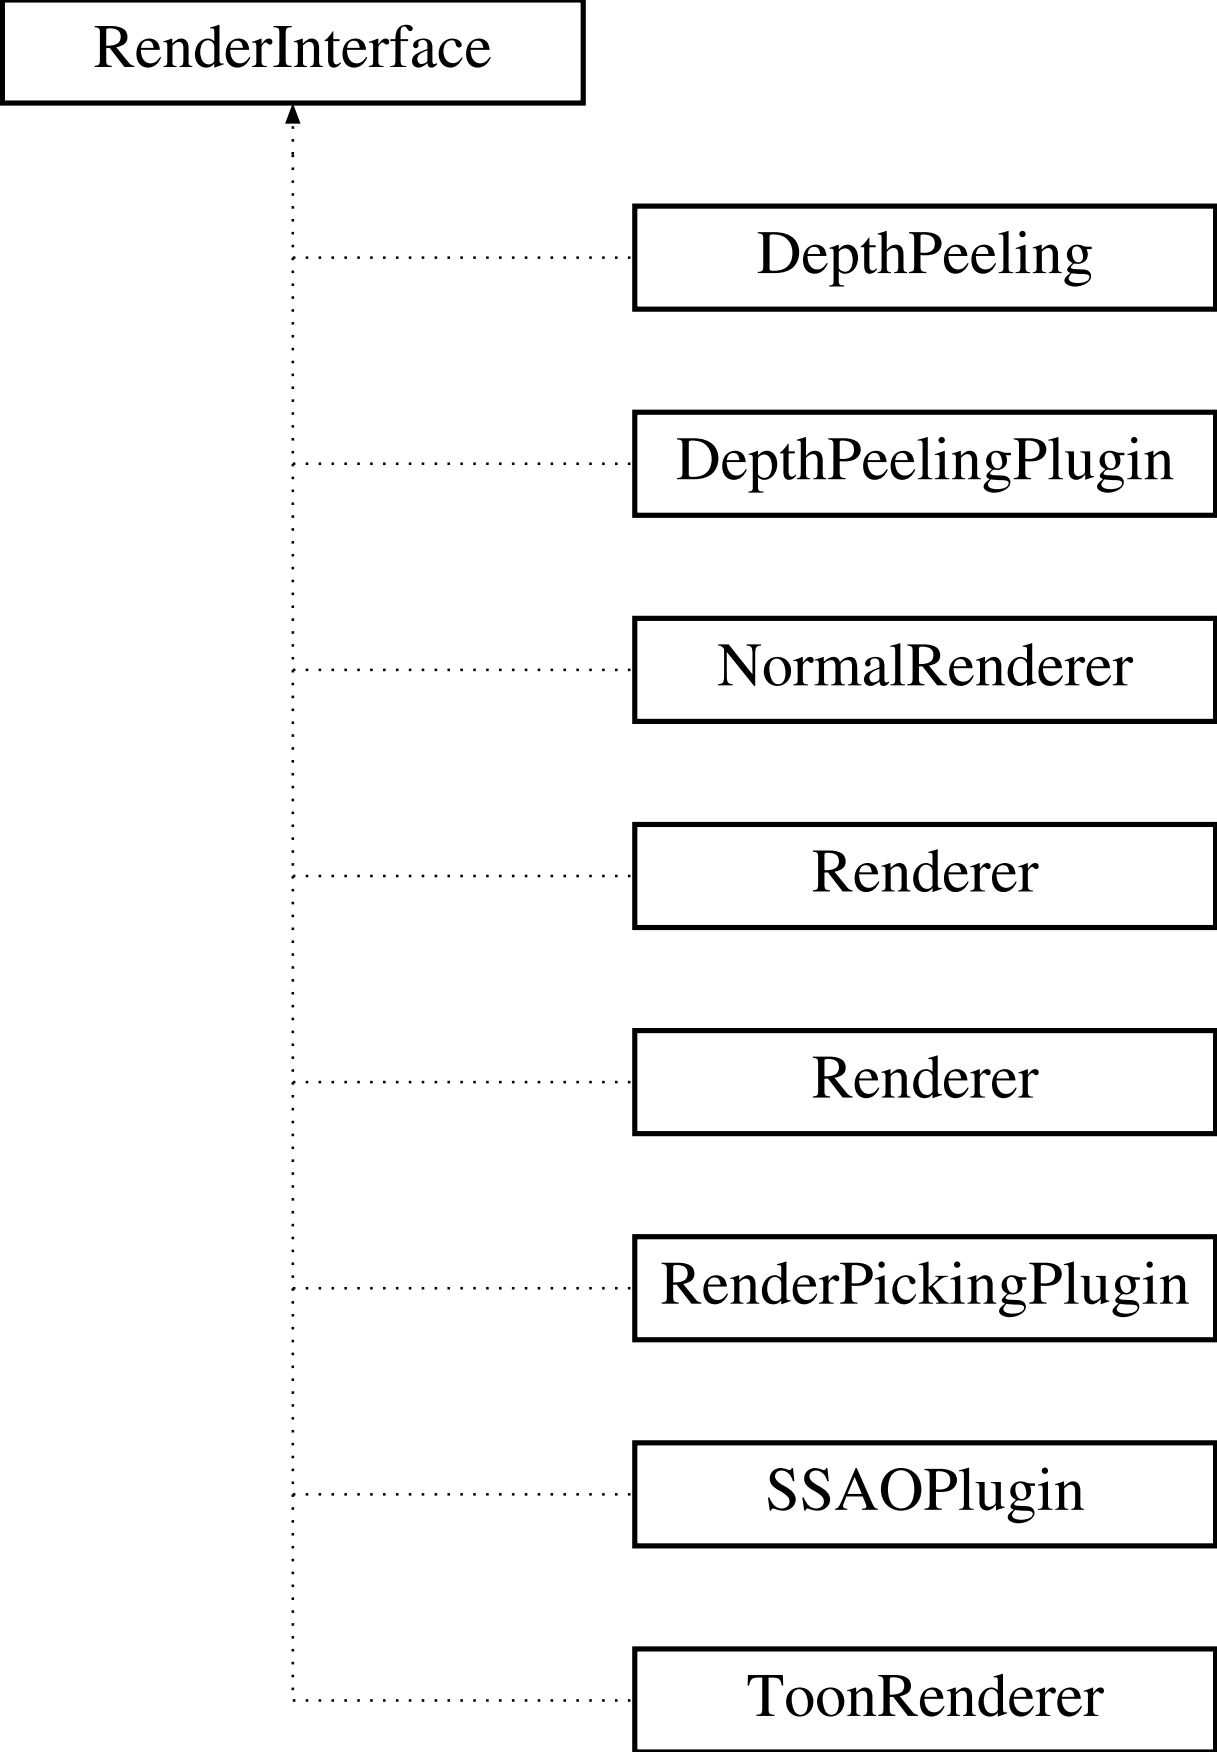 RenderInterface
DepthPeeling
DepthPeelingPlugin
NormalRenderer
Renderer
Renderer
RenderPickingPlugin
SSAOPlugin
ToonRenderer